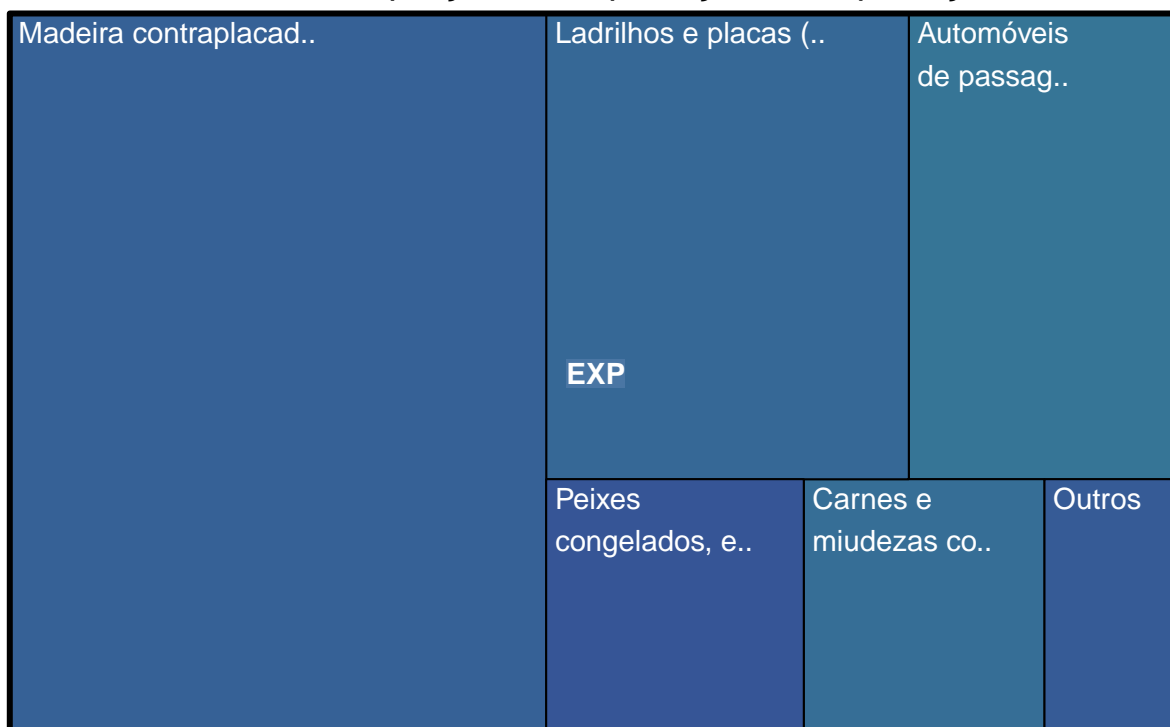 Madeira contraplacad..
Ladrilhos e placas (..
Automóveis
de passag..
EXP
Peixes
congelados, e..
Carnes e
miudezas co..
Outros